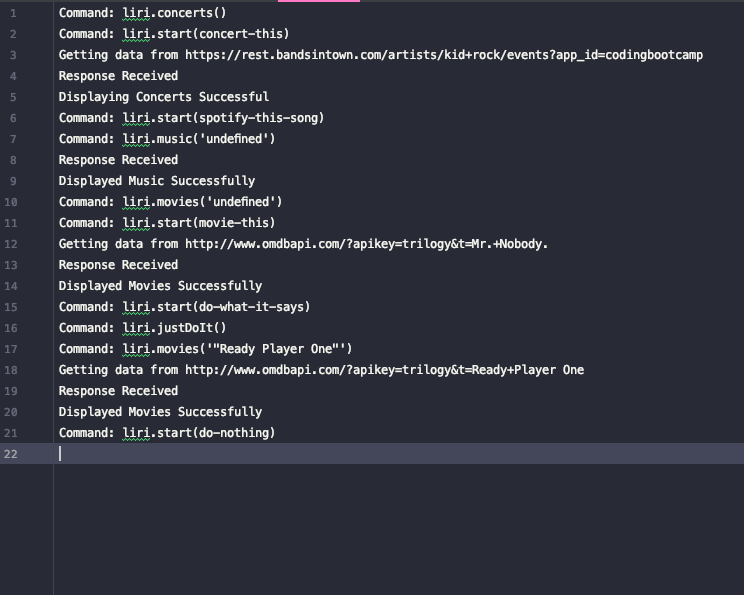 1 Command: liri.concerts()
2 Command: liri.start(concert-this)
3 Getting data from https://rest.bandsintown.com/artists/kid+rock/events?app_id=codingbootcamp
4 Response Received
5 Displaying Concerts Successful
6 Command: liri.start(spotify-this-song)
7 Command: liri.music('undefined')
8 Response Received
9 Displayed Music Successfully
10 Command: liri.movies('undefined')
11 Command: liri.start(movie-this)
12 Getting data from http://www.omdbapi.com/?apikey=trilogy&t=Mr.+Nobody.
13 Response Received
14 Displayed Movies Successfully
15 Command: liri.start(do-what-it-says)
16 Command: liri.justDoIt()
17 Command: liri.movies('"Ready Player One"')
18 Getting data from http://www.omdbapi.com/?apikey=trilogy&t=Ready+Player One
19 Response Received
20 Displayed Movies Successfully
21 Command: liri.start(do-nothing)
22